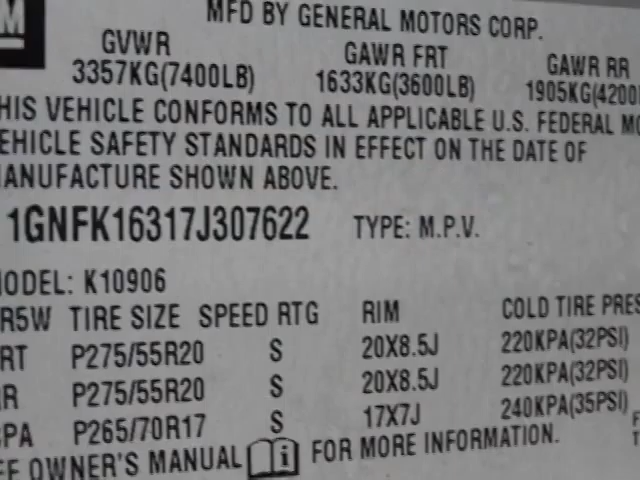 M
MFD BY GENERAL MOTORS CORP.
GVWR GAWR FRT GAWR RR
3357KG(7400LB) 1633KG(3600LB) 1905KG(4200
HIS VEHICLE CONFORMS TO ALL APPLICABLE U.S. FEDERAL MO
EHICLE SAFETY STANDARDS IN EFFECT ON THE DATE OF
ANUFACTURE SHOWN ABOVE.
1GNFK16317J307622 TYPE: M.P.V.
MODEL: K10906
R5W TIRE SIZE SPEED RTG RIM COLD TIRE PRES
RT P275/55R20 S 20X8.5J 220KPA(32PSI)
R P275/55R20 S 20X8.5J 220KPA(32PSI)
PA P265/70R17 S 17X7J 240KPA(35PSI)
EE OWNER'S MANUAL i FOR MORE INFORMATION.